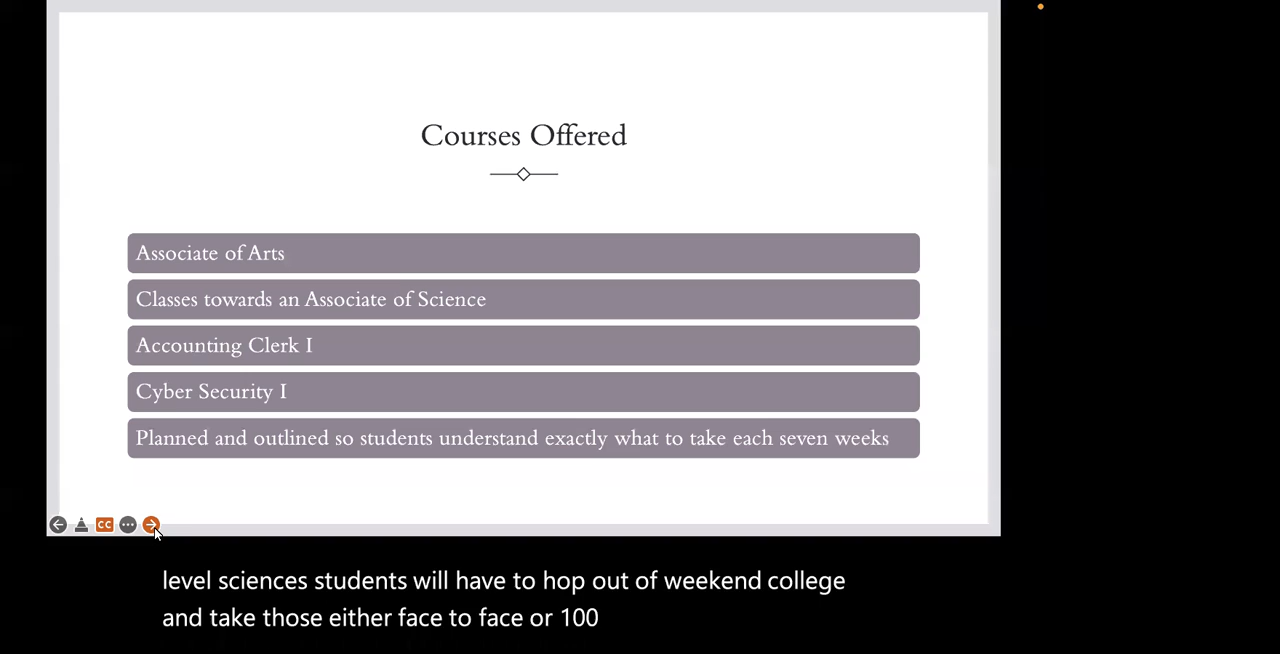 Courses Offered
Associate of Arts
Classes towards an Associate of Science
Accounting Clerk I
Cyber Security I
Planned and outlined so students understand exactly what to take each seven weeks
CC
level sciences students will have to hop out of weekend college
and take those either face to face or 100